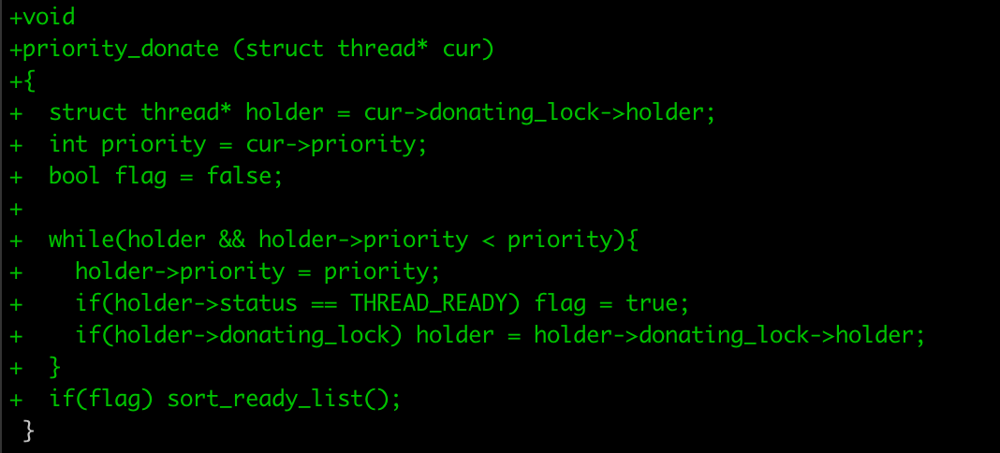 +void
+priority_donate (struct thread* cur)
+{
+  struct thread* holder = cur->donating_lock->holder;
+  int priority = cur->priority;
+  bool flag = false;
+
+  while(holder && holder->priority < priority){
+    holder->priority = priority;
+    if(holder->status == THREAD_READY) flag = true;
+    if(holder->donating_lock) holder = holder->donating_lock->holder;
+  }
+  if(flag) sort_ready_list();
 }